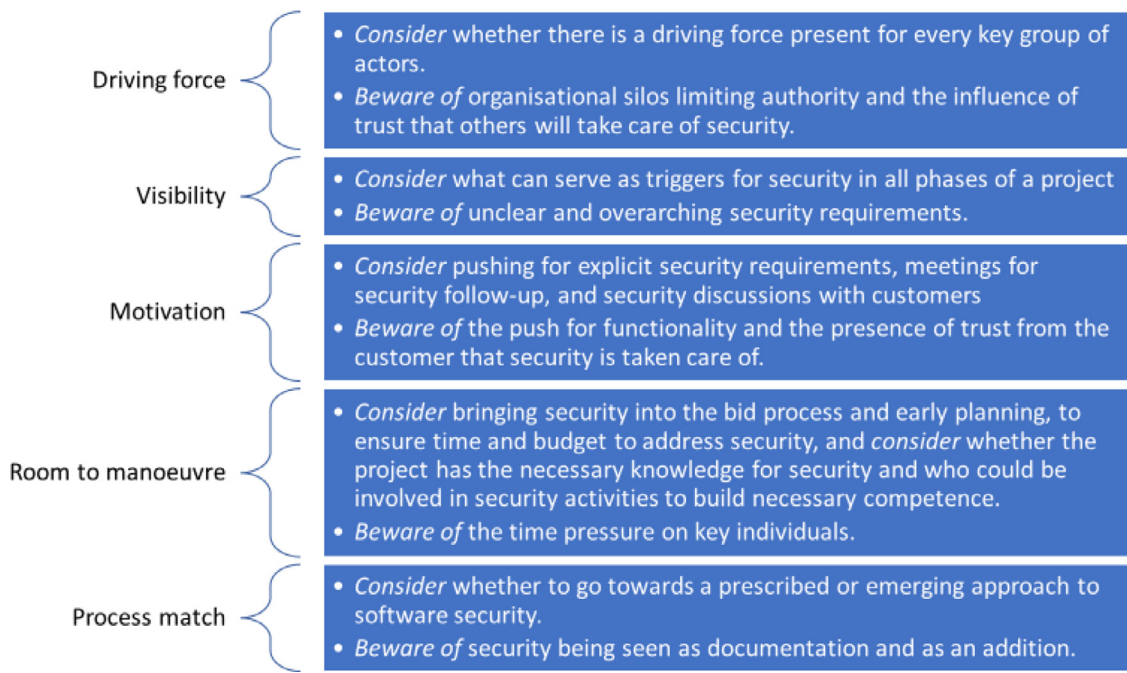 Driving force
• Consider whether there is a driving force present for every key group of
actors.
• Beware of organisational silos limiting authority and the influence of
trust that others will take care of security.
Visibility
• Consider what can serve as triggers for security in all phases of a project
• Beware of unclear and overarching security requirements.
Motivation
• Consider pushing for explicit security requirements, meetings for
security follow-up, and security discussions with customers
• Beware of the push for functionality and the presence of trust from the
customer that security is taken care of.
Room to manoeuvre
• Consider bringing security into the bid process and early planning, to
ensure time and budget to address security, and consider whether the
project has the necessary knowledge for security and who could be
involved in security activities to build necessary competence.
• Beware of the time pressure on key individuals.
Process match
• Consider whether to go towards a prescribed or emerging approach to
software security.
• Beware of security being seen as documentation and as an addition.